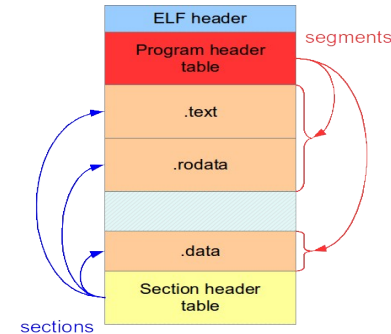 ELF header
Program header
table
segments
.text
.rodata
.data
Section header
table
sections